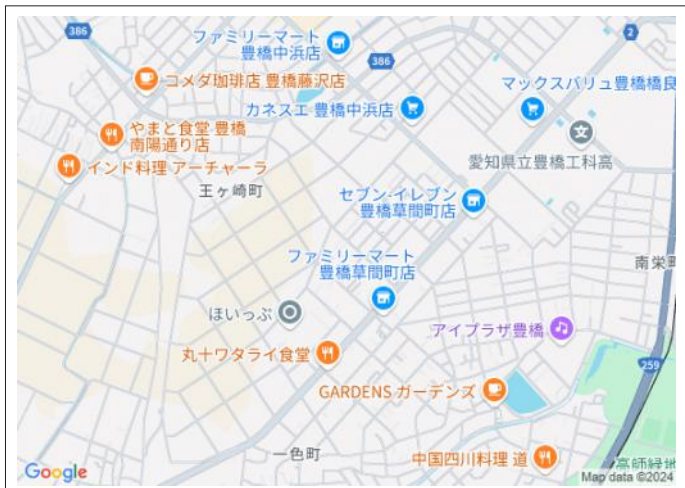 386
ファミリーマート
豊橋中浜店
386
2
コメダ珈琲店 豊橋藤沢店
カネスエ 豊橋中浜店
マックスバリュ豊橋橋良
やまと食堂 豊橋
南陽通り店
インド料理 アーチャーラ
愛知県立豊橋工科高
王ヶ崎町
セブン-イレブン
豊橋草間町店
ファミリーマート
豊橋草間町店
南栄町
ほいっぷ
アイプラザ豊橋
丸十ワタライ食堂
259
GARDENS ガーデンズ
一色町
中国四川料理 道
高師緑地
Google
Map data ©2024